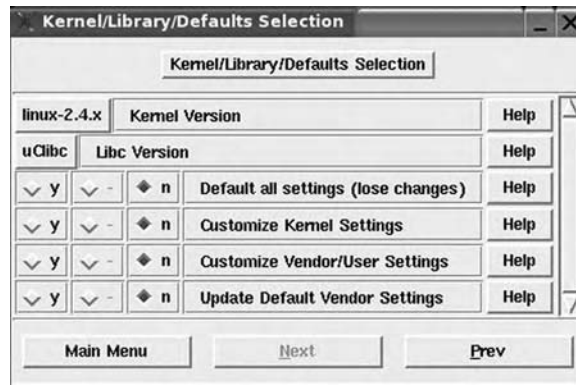 Kernel/Library/Defaults Selection
Kernel/Library/Defaults Selection
linux-2.4.x Kernel Version Help
uClibc Libc Version Help
y - n Default all settings (lose changes) Help
y - n Customize Kernel Settings Help
y - n Customize Vendor/User Settings Help
y - n Update Default Vendor Settings Help
Main Menu Next Prev